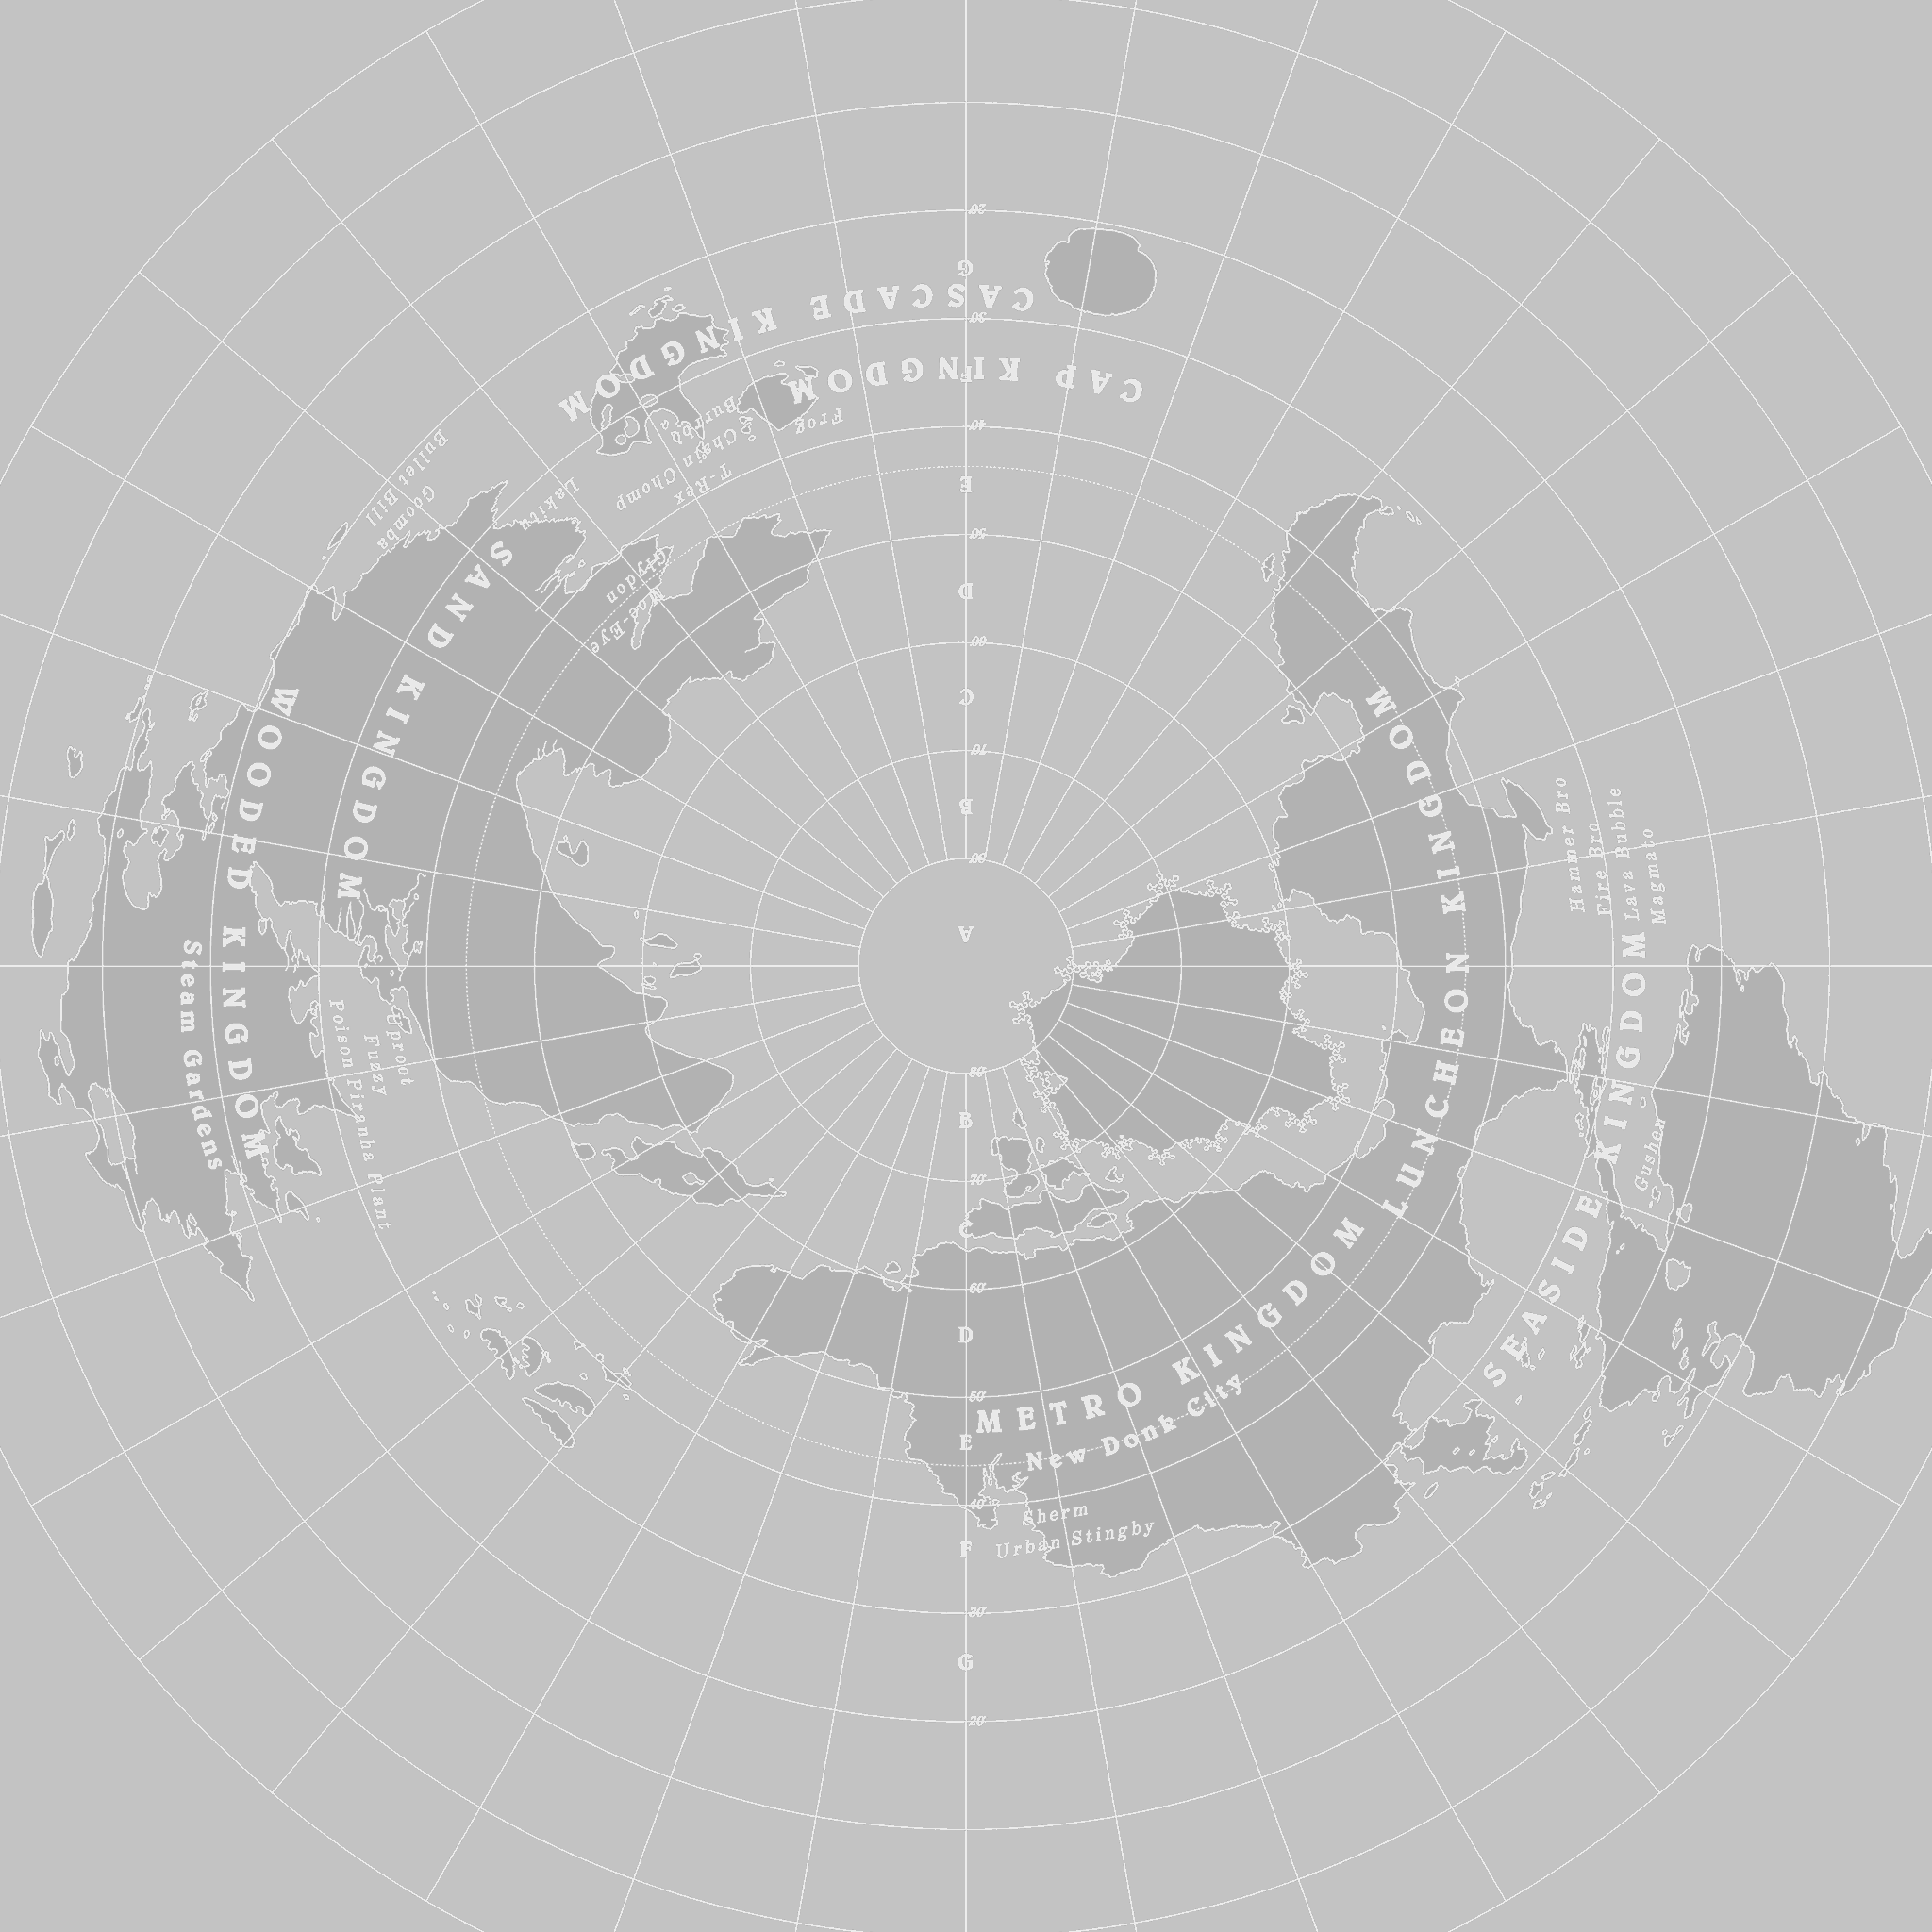 20°
G
CASCADE KINGDOM
30°
CAP KINGDOM
F
Frog
Burrbo
Chain Chomp
T-Rex
40°
E
Lakitu
Bullet Bill
Goomba
50°
D
SAND KINGDOM
Glydon
Moe-Eye
60°
C
70°
B
80°
A
WOODED KINGDOM
Steam Gardens
Uproot
Fuzzy
Poison Piranha Plant
LUNCHEON KINGDOM
Hammer Bro
Fire Bro
Lava Bubble
Magmato
SEASIDE KINGDOM
Gushen
80°
B
70°
C
60°
D
50°
METRO KINGDOM
New Donk City
E
40°
Sherm
Urban Stingby
F
30°
G
20°